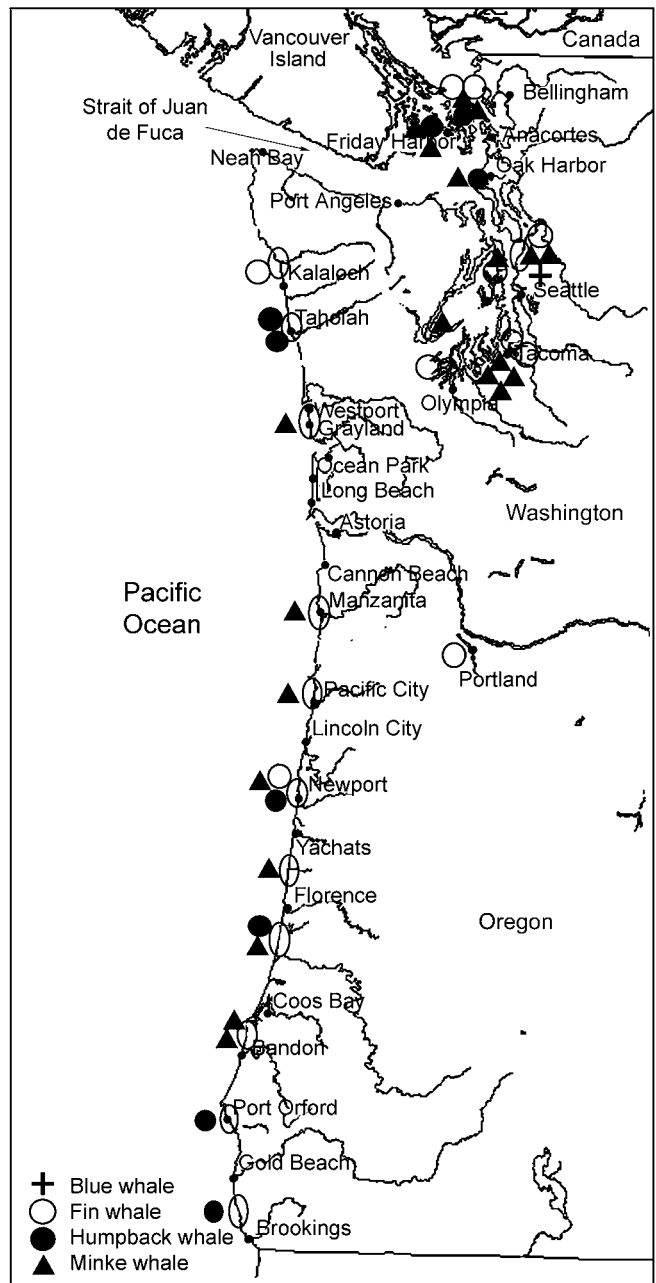 Vancouver
Island
Canada
Bellingham
Strait of Juan
de Fuca
Friday Harbor
Anacortes
Neah Bay
Oak Harbor
Port Angeles
Kalaloch
Seattle
Taholah
Tacoma
Olympia
Westport
Grayland
Ocean Park
Long Beach
Washington
Astoria
Cannon Beach
Pacific
Ocean
Manzanita
Portland
Pacific City
Lincoln City
Newport
Yachats
Florence
Oregon
Coos Bay
Bandon
Port Orford
Gold Beach
Brookings
Blue whale
Fin whale
Humpback whale
Minke whale